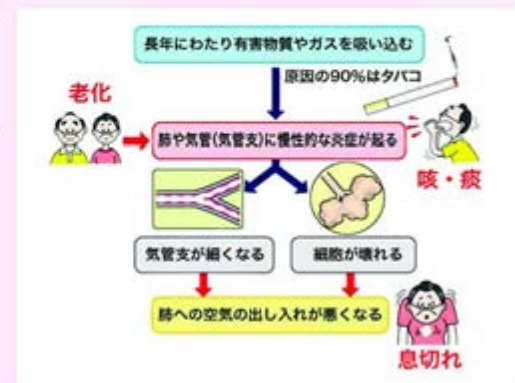 長年にわたり有害物質やガスを吸い込む
原因の90%はタバコ
老化
肺や気管(気管支)に慢性的な炎症が起る
咳・痰
気管支が細くなる
細胞が壊れる
肺への空気の出し入れが悪くなる
息切れ